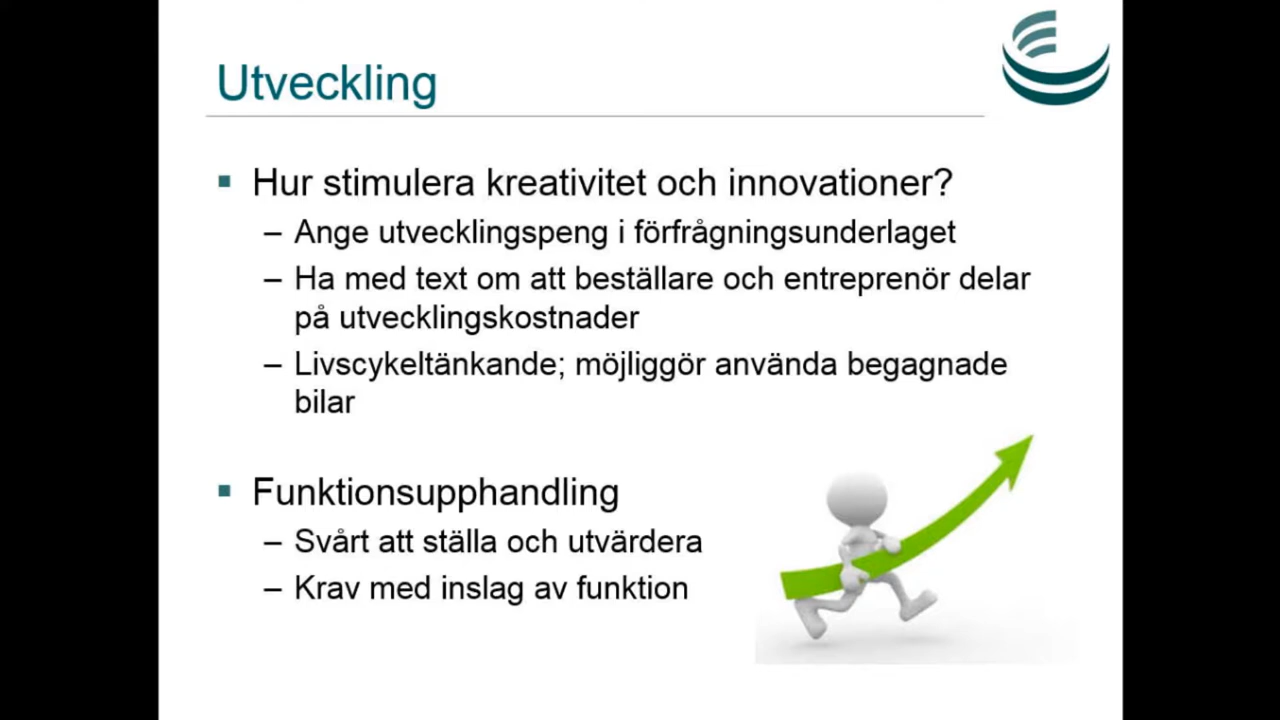 Utveckling
▪ Hur stimulera kreativitet och innovationer?
– Ange utvecklingspeng i förfrågningsunderlaget
– Ha med text om att beställare och entreprenör delar
på utvecklingskostnader
– Livscykeltänkande; möjliggör använda begagnade
bilar
▪ Funktionsupphandling
– Svårt att ställa och utvärdera
– Krav med inslag av funktion